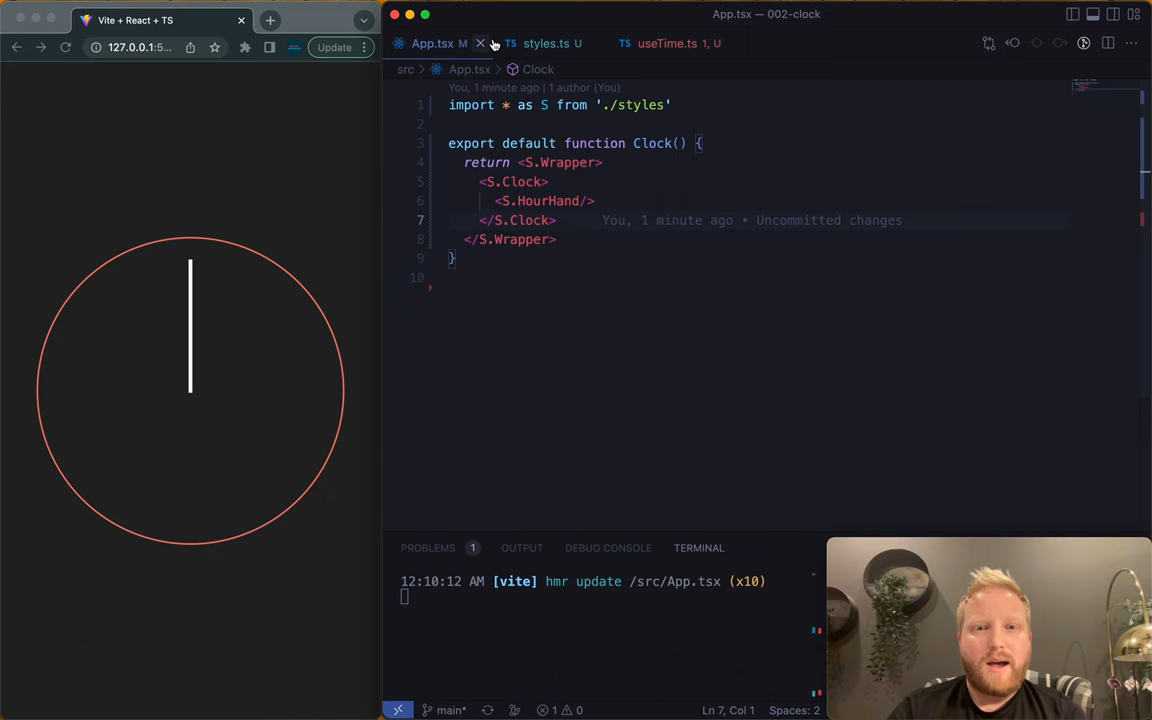 Vite + React + TS
127.0.0.1:5...
Update
App.tsx — 002-clock
App.tsx M
TS styles.ts U
TS useTime.ts 1, U
src > App.tsx > Clock
You, 1 minute ago | 1 author (You)
1 import * as S from './styles'
2
3 export default function Clock() {
4 return <S.Wrapper>
5 <S.Clock>
6 <S.HourHand/>
7 </S.Clock> You, 1 minute ago • Uncommitted changes
8 </S.Wrapper>
9 }
10
PROBLEMS 1 OUTPUT DEBUG CONSOLE TERMINAL
12:10:12 AM [vite] hmr update /src/App.tsx (x10)
main* 1 0 Ln 7, Col 1 Spaces: 2